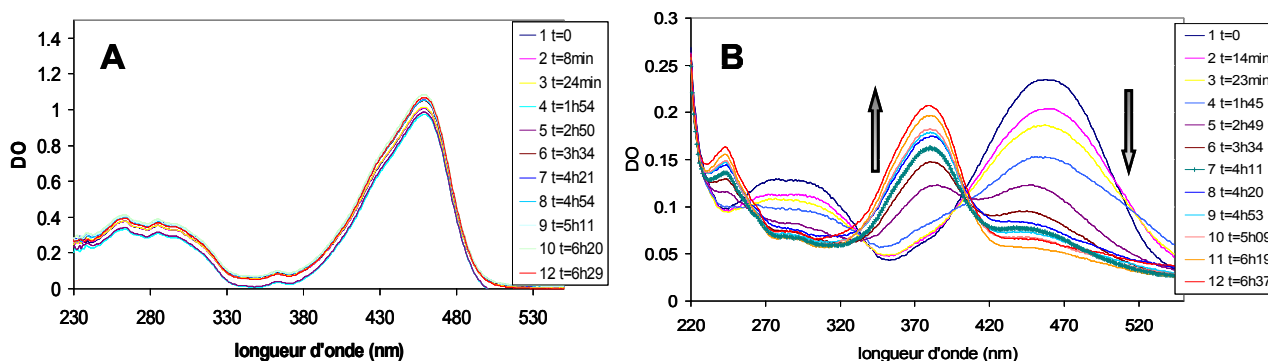 A
DO
1.4
1.2
1
0.8
0.6
0.4
0.2
0
230 280 330 380 430 480 530
longueur d'onde (nm)
1 t=0
2 t=8min
3 t=24min
4 t=1h54
5 t=2h50
6 t=3h34
7 t=4h21
8 t=4h54
9 t=5h11
10 t=6h20
12 t=6h29
B
DO
0.3
0.25
0.2
0.15
0.1
0.05
0
220 270 320 370 420 470 520
longueur d'onde (nm)
1 t=0
2 t=14min
3 t=23min
4 t=1h45
5 t=2h49
6 t=3h34
7 t=4h11
8 t=4h20
9 t=4h53
10 t=5h09
11 t=6h19
12 t=6h37